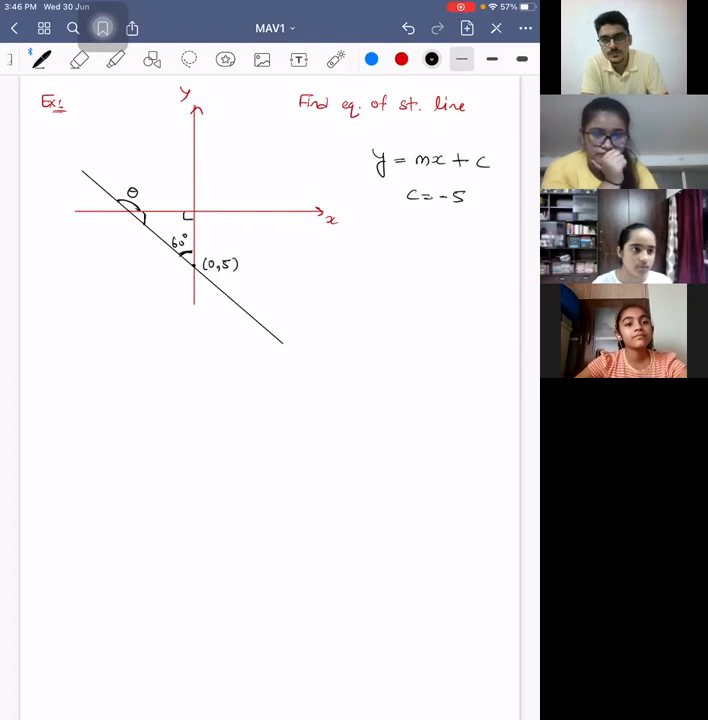 3:46 PM Wed 30 Jun
57%
MAV1
T
Ex:
y
Find eq. of st. line
y = mx + c
c = -5
θ
x
60°
(0,5)